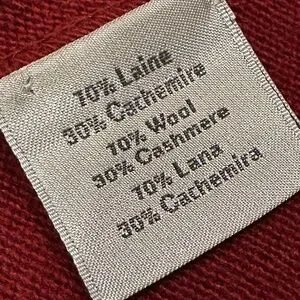 10% Laine
30% Cachemire
10% Wool
30% Cashmere
10% Lana
30% Cachemira